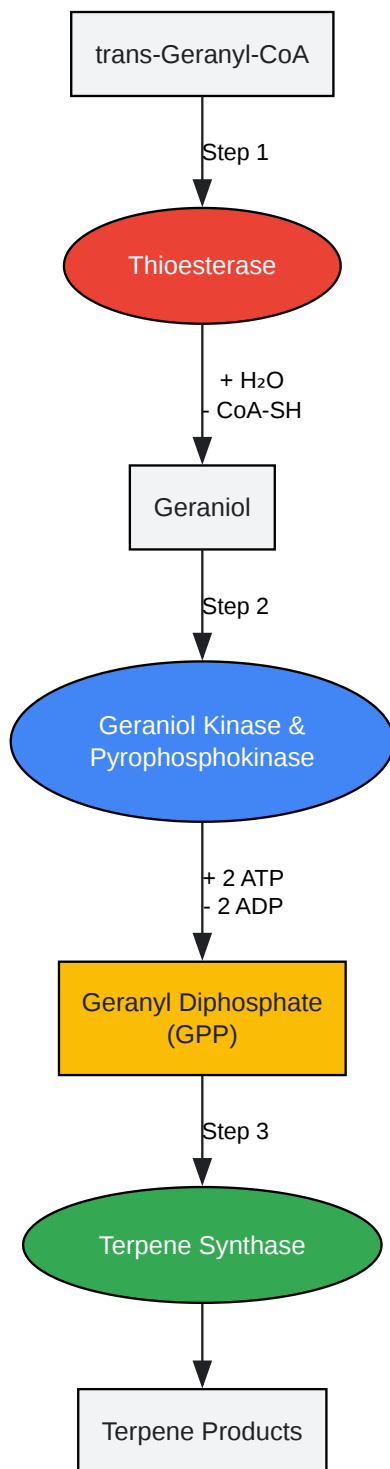 trans-Geranyl-CoA
Step 1
Thioesterase
+ H₂O
- CoA-SH
Geraniol
Step 2
Geraniol Kinase &
Pyrophosphokinase
+ 2 ATP
- 2 ADP
Geranyl Diphosphate
(GPP)
Step 3
Terpene Synthase
Terpene Products